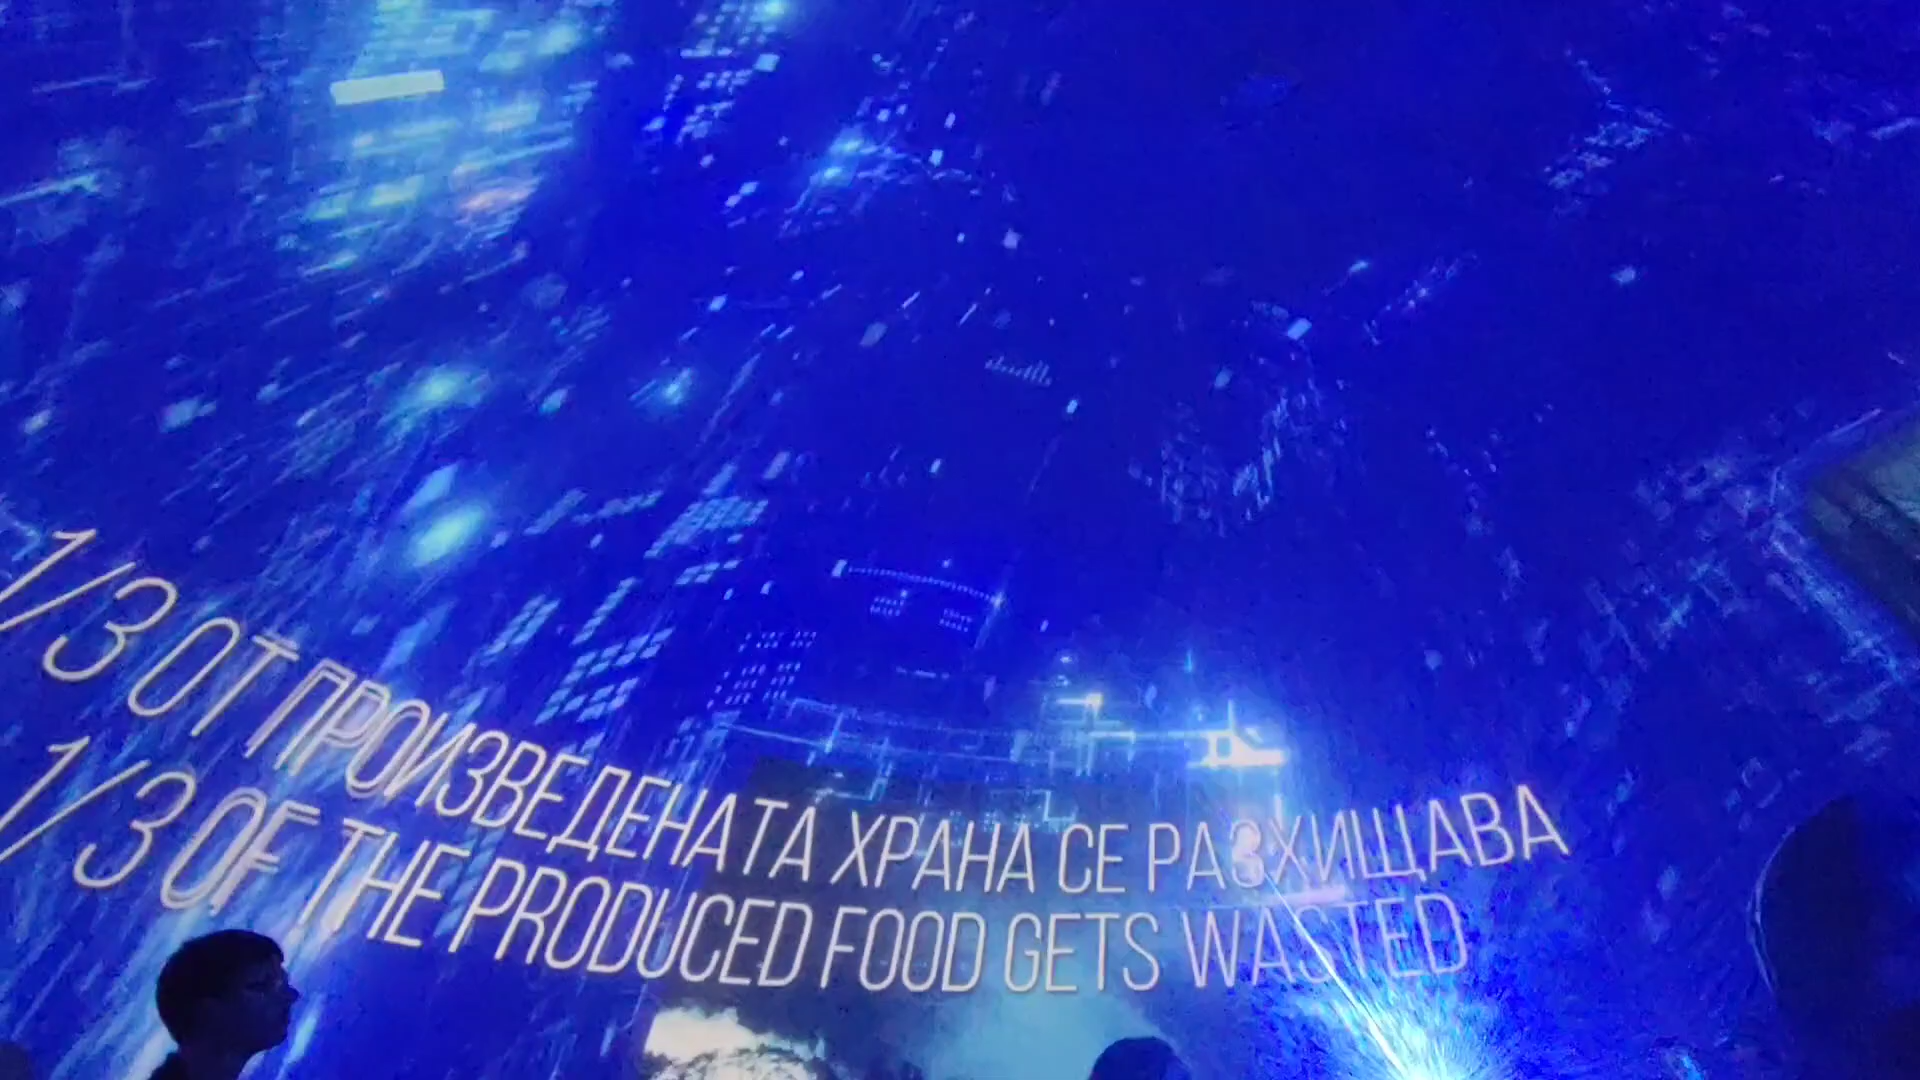 1/3 ОТ ПРОИЗВЕДЕНАТА ХРАНА СЕ РАЗХИЩАВА
1/3 OF THE PRODUCED FOOD GETS WASTED